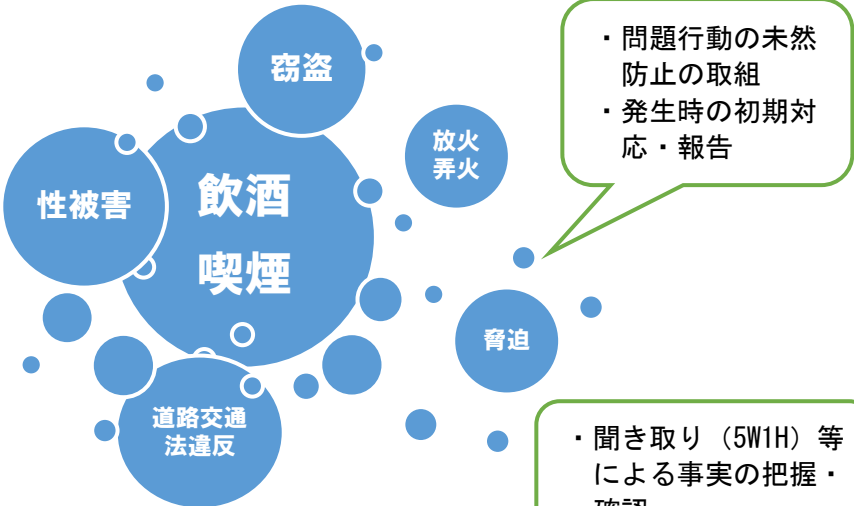 窃盗
放火
弄火
性被害
飲酒
喫煙
脅迫
道路交通
法違反
・問題行動の未然
防止の取組
・発生時の初期対
応・報告
・聞き取り（5W1H）等
による事実の把握・